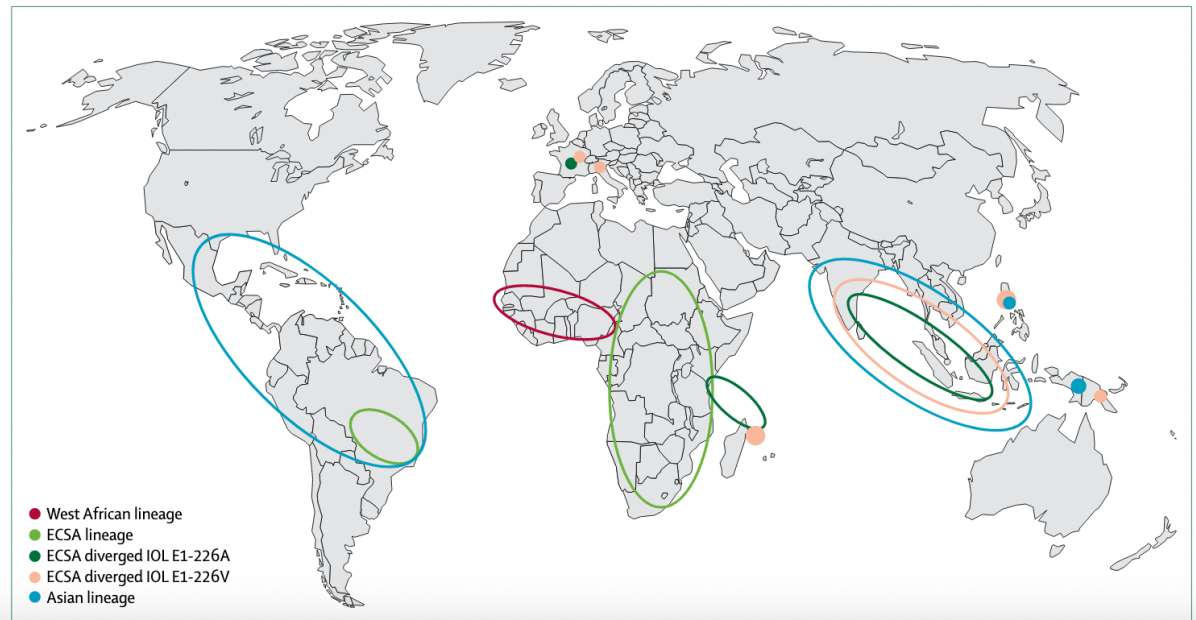 West African lineage
ECSA lineage
ECSA diverged IOL E1-226A
ECSA diverged IOL E1-226V
Asian lineage